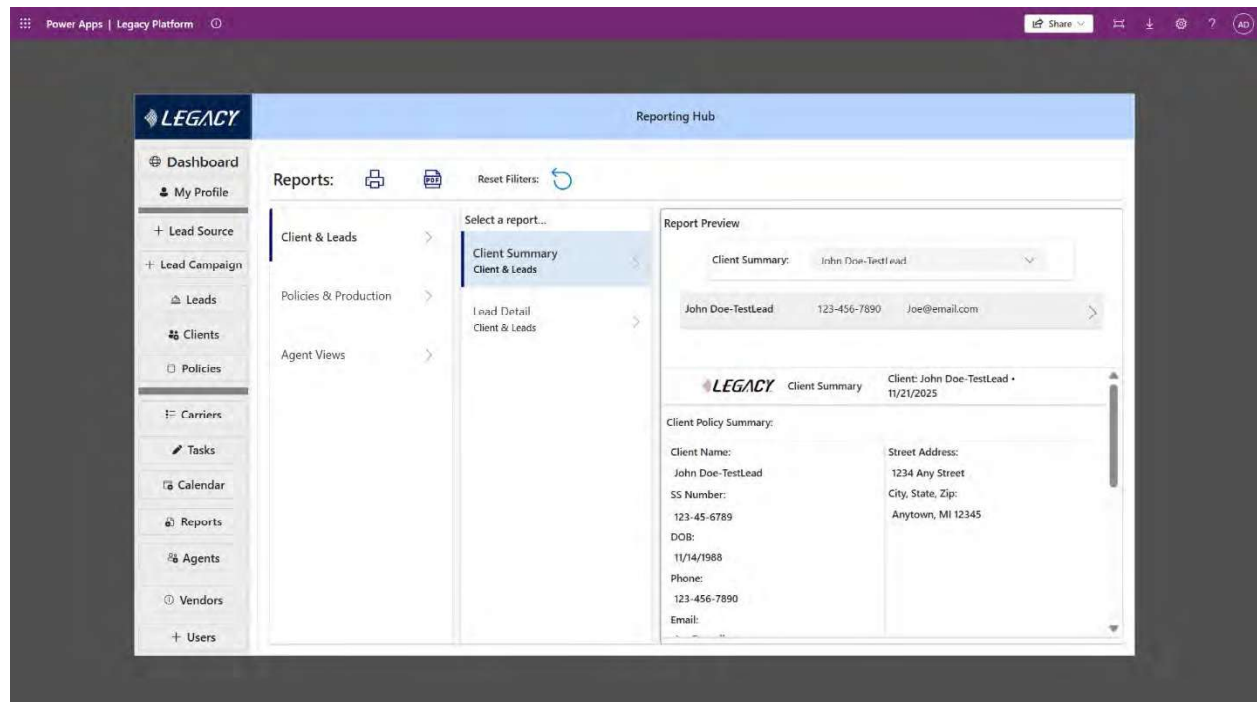 Power Apps | Legacy Platform
Share
?
AD
LEGACY
Reporting Hub
Dashboard
My Profile
+ Lead Source
+ Lead Campaign
Leads
Clients
Policies
Carriers
Tasks
Calendar
Reports
Agents
Vendors
+ Users
Reports:
PDF
Reset Filiters:
Client & Leads
Policies & Production
Agent Views
Select a report...
Client Summary
Client & Leads
Lead Detail
Client & Leads
Report Preview
Client Summary: John Doe-TestLead
John Doe-TestLead 123-456-7890 Joe@email.com
LEGACY Client Summary
Client: John Doe-TestLead •
11/21/2025
Client Policy Summary:
Client Name:
John Doe-TestLead
SS Number:
123-45-6789
DOB:
11/14/1988
Phone:
123-456-7890
Email:
Street Address:
1234 Any Street
City, State, Zip:
Anytown, MI 12345